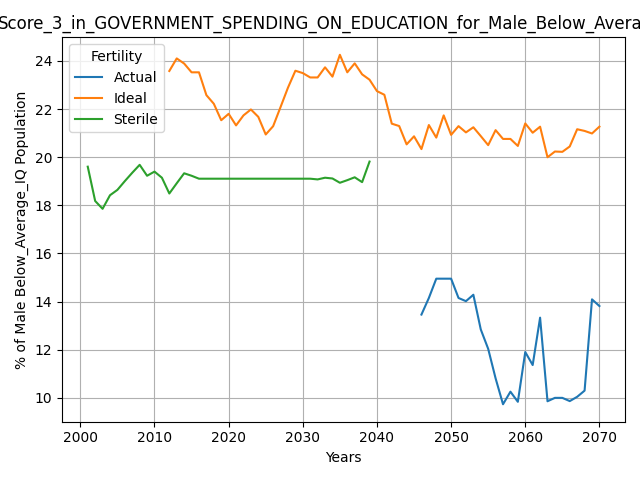 Score_3_in_GOVERNMENT_SPENDING_ON_EDUCATION_for_Male_Below_Avera
Fertility
Actual
Ideal
Sterile
% of Male Below_Average_IQ Population
24
22
20
18
16
14
12
10
2000 2010 2020 2030 2040 2050 2060 2070
Years